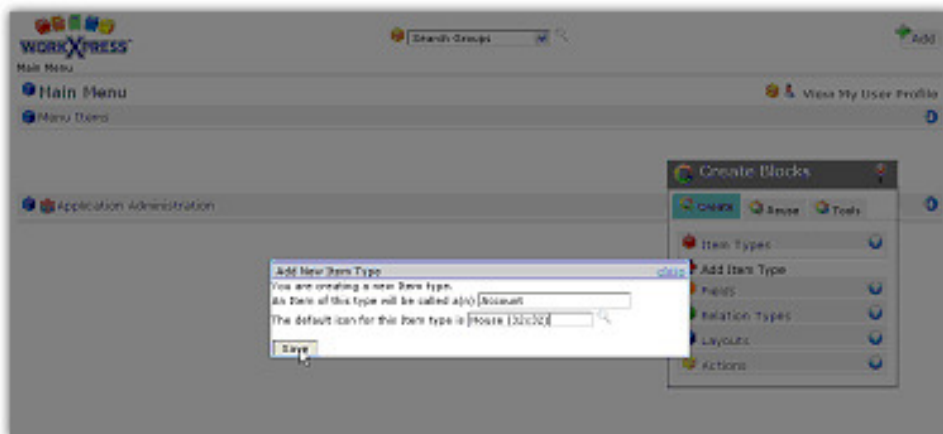 WORKXPRESS
Search Groups
Add
Main Menu
Main Menu
View My User Profile
Menu Items
Create Blocks
Application Administration
Create Reuse Tools
Item Types
Add New Item Type
close
Add Item Type
You are creating a new Item type.
An Item of this type will be called a(n) Account
Fields
The default icon for this Item type is House (32x32)
Relation Types
Layouts
Save
Actions